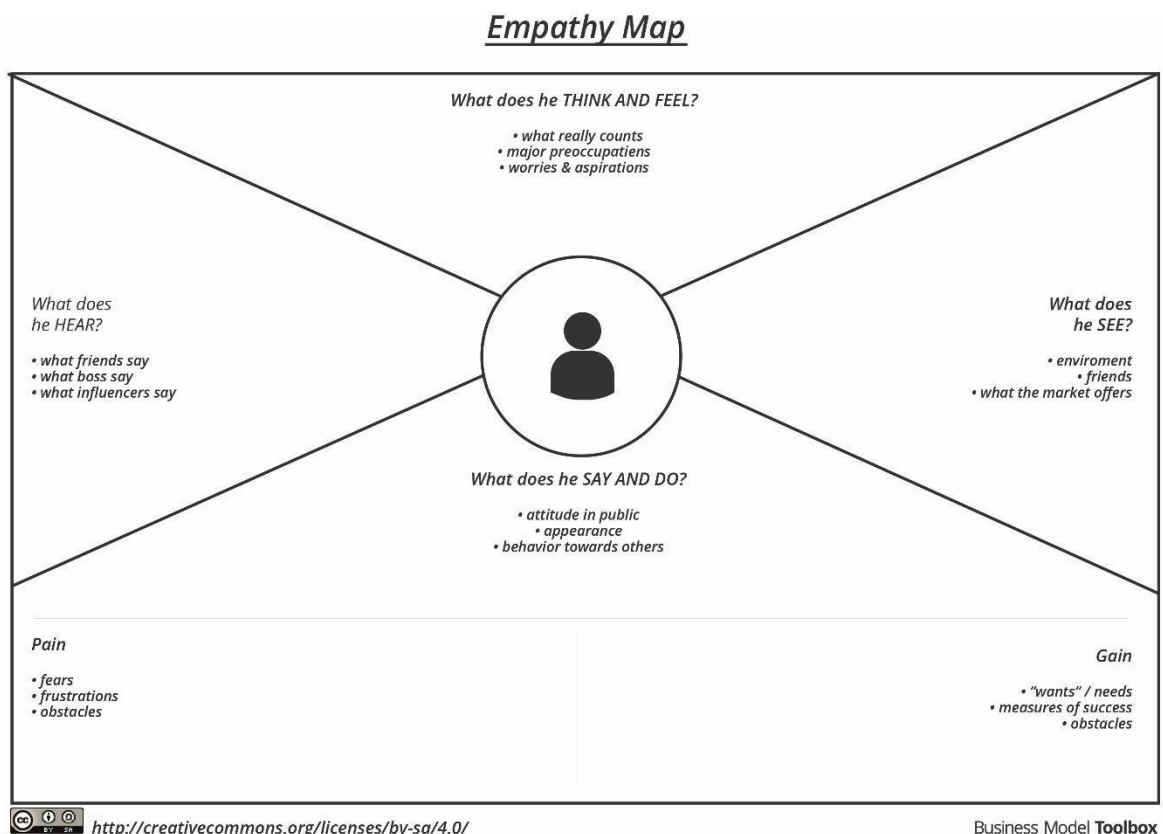 Empathy Map
What does he THINK AND FEEL?
• what really counts
• major preoccupatiens
• worries & aspirations
What does
he HEAR?
• what friends say
• what boss say
• what influencers say
What does
he SEE?
• enviroment
• friends
• what the market offers
What does he SAY AND DO?
• attitude in public
• appearance
• behavior towards others
Pain
• fears
• frustrations
• obstacles
Gain
• “wants“ / needs
• measures of success
• obstacles
cc BY SA http://creativecommons.org/licenses/by-sa/4.0/
Business Model Toolbox